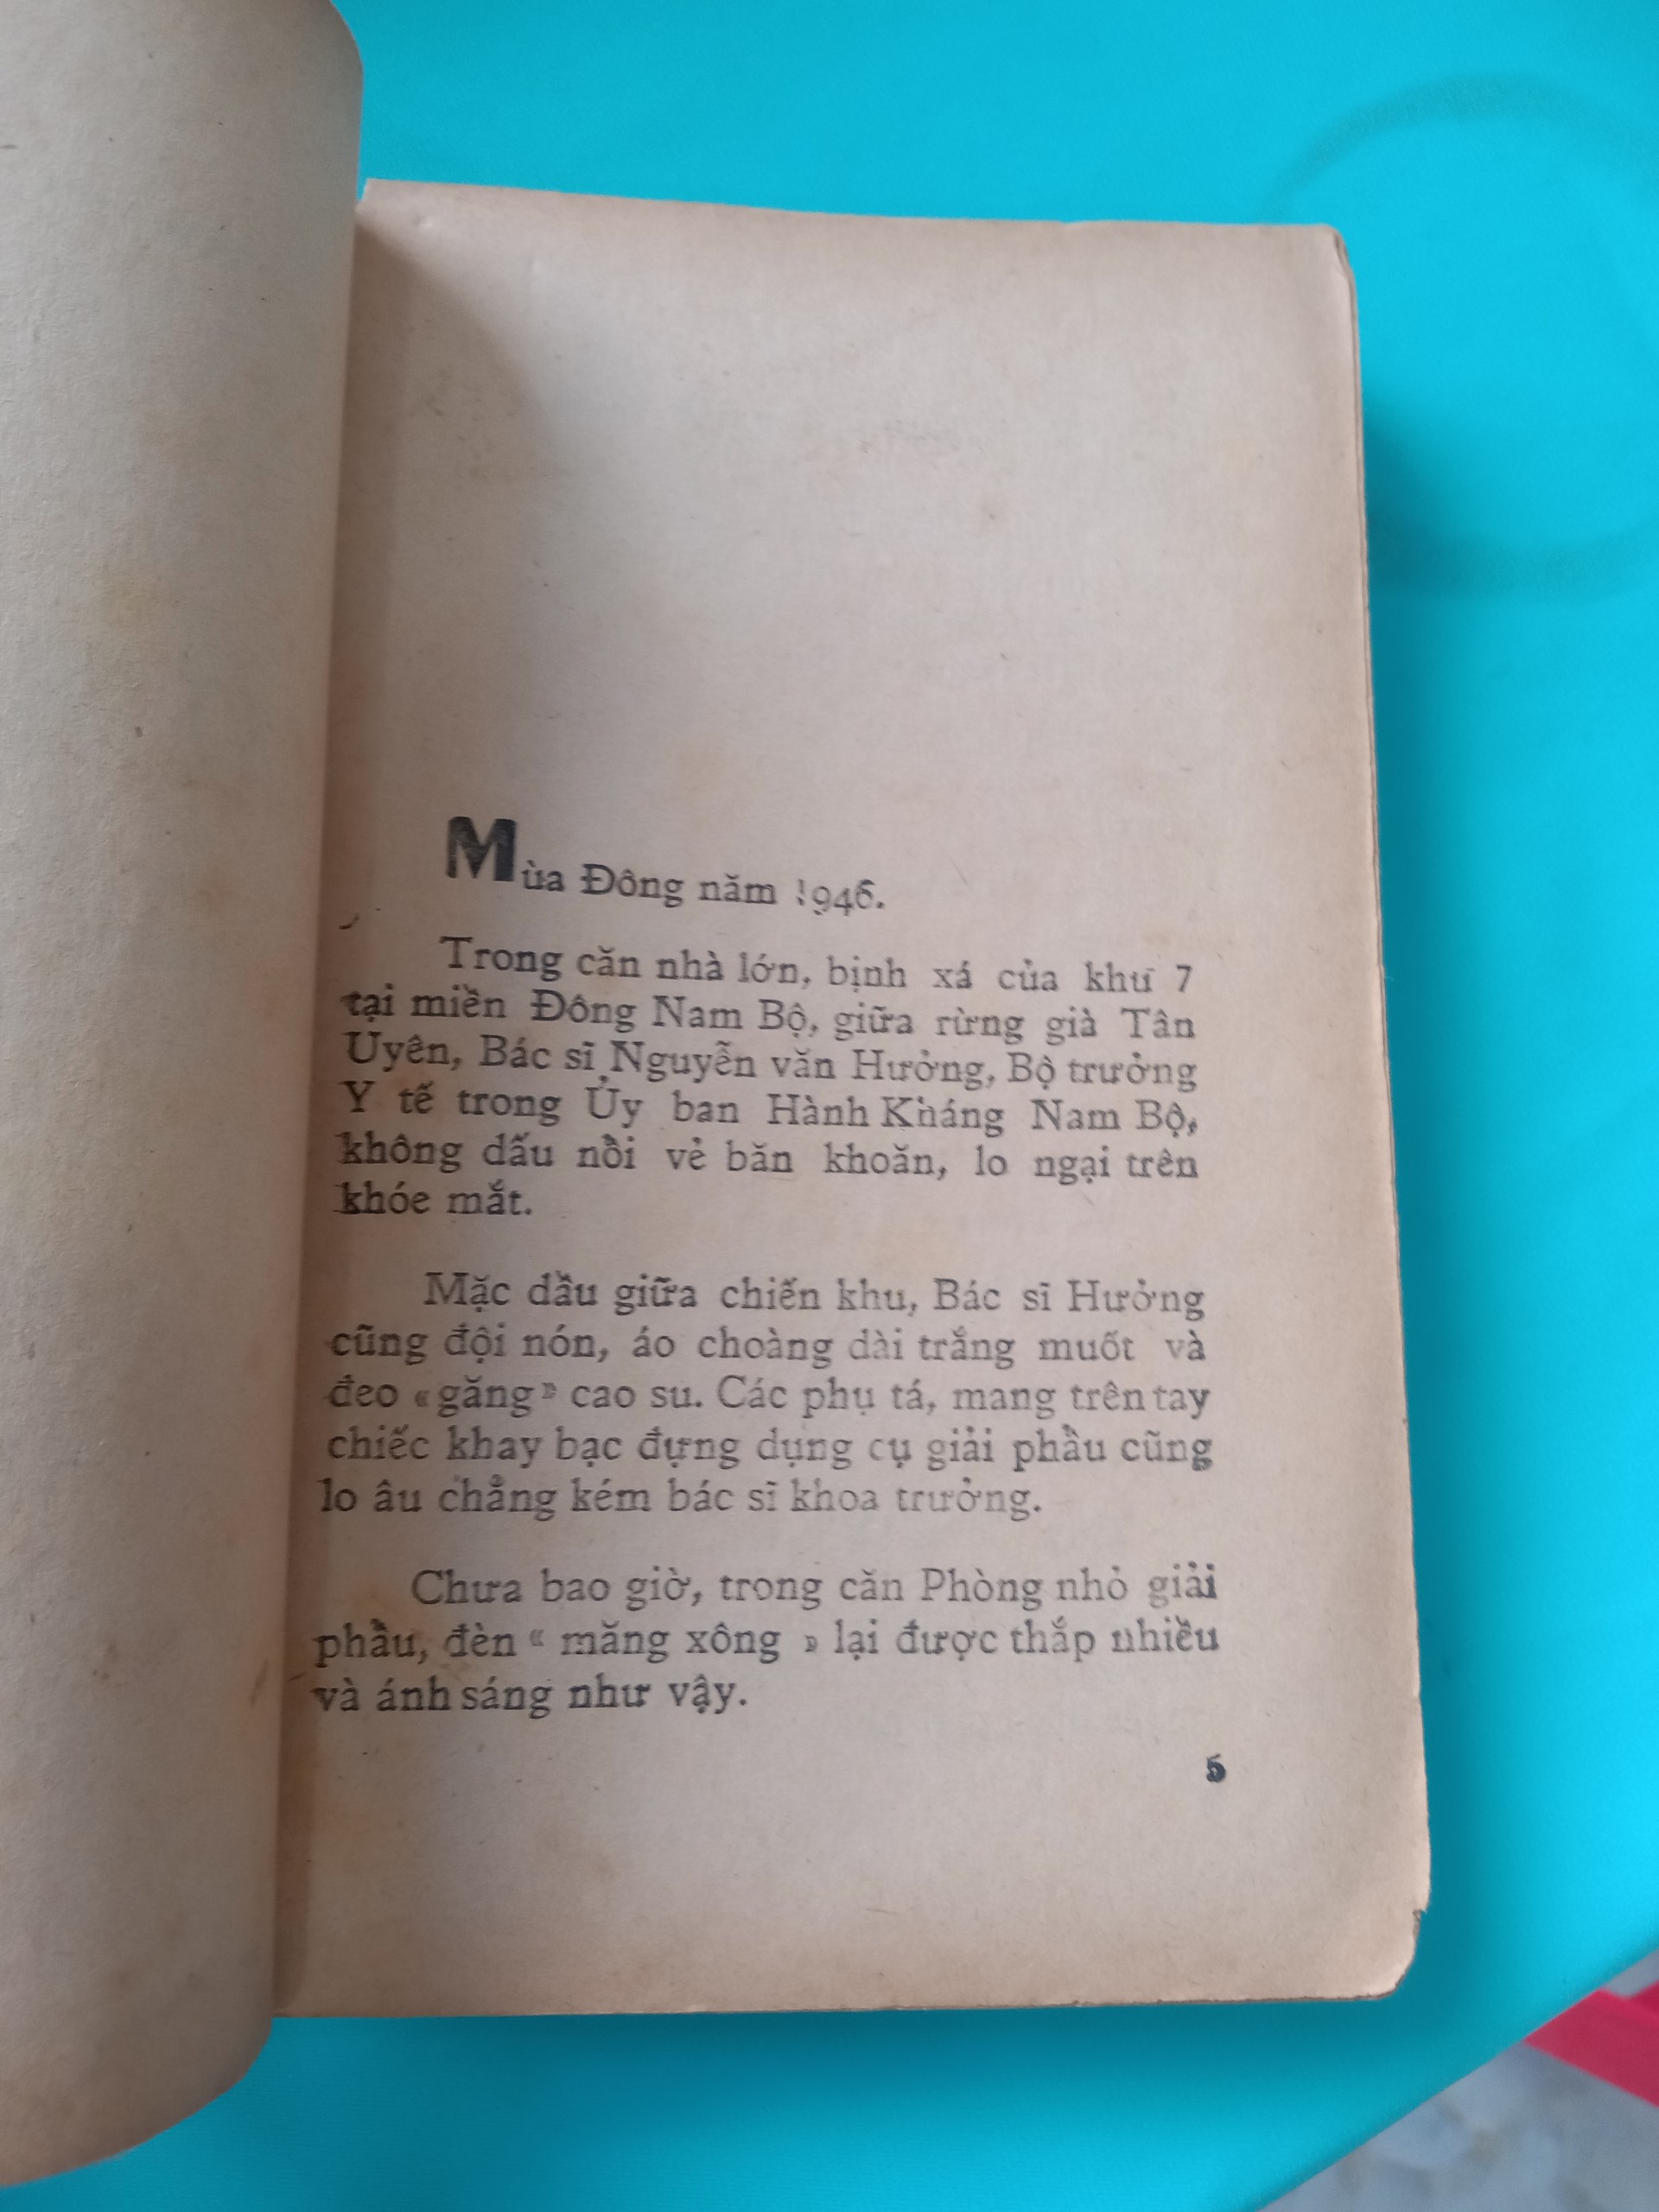 Mùa Đông năm 1946.
Trong căn nhà lớn, bịnh xá của khu 7
tại miền Đông Nam Bộ, giữa rừng già Tân
Uyên, Bác sĩ Nguyễn văn Hưởng, Bộ trưởng
Y tế trong Ủy ban Hành Kháng Nam Bộ,
không dấu nổi vẻ băn khoăn, lo ngại trên
khóe mắt.
Mặc dầu giữa chiến khu, Bác sĩ Hưởng
cũng đội nón, áo choàng dài trắng muốt và
đeo « găng » cao su. Các phụ tá, mang trên tay
chiếc khay bạc đựng dụng cụ giải phẫu cũng
lo âu chẳng kém bác sĩ khoa trưởng.
Chưa bao giờ, trong căn Phòng nhỏ giải
phẫu, đèn « măng xông » lại được thắp nhiều
và ánh sáng như vậy.
5